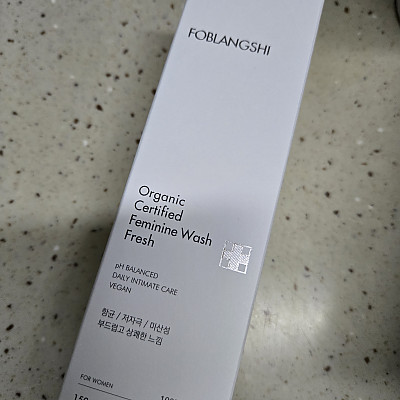 FOBLANGSHI
Organic
Certified
Feminine Wash
Fresh
pH BALANCED
DAILY INTIMATE CARE
VEGAN
항균 / 저자극 / 미산성
부드럽고 상쾌한 느낌
FOR WOMEN